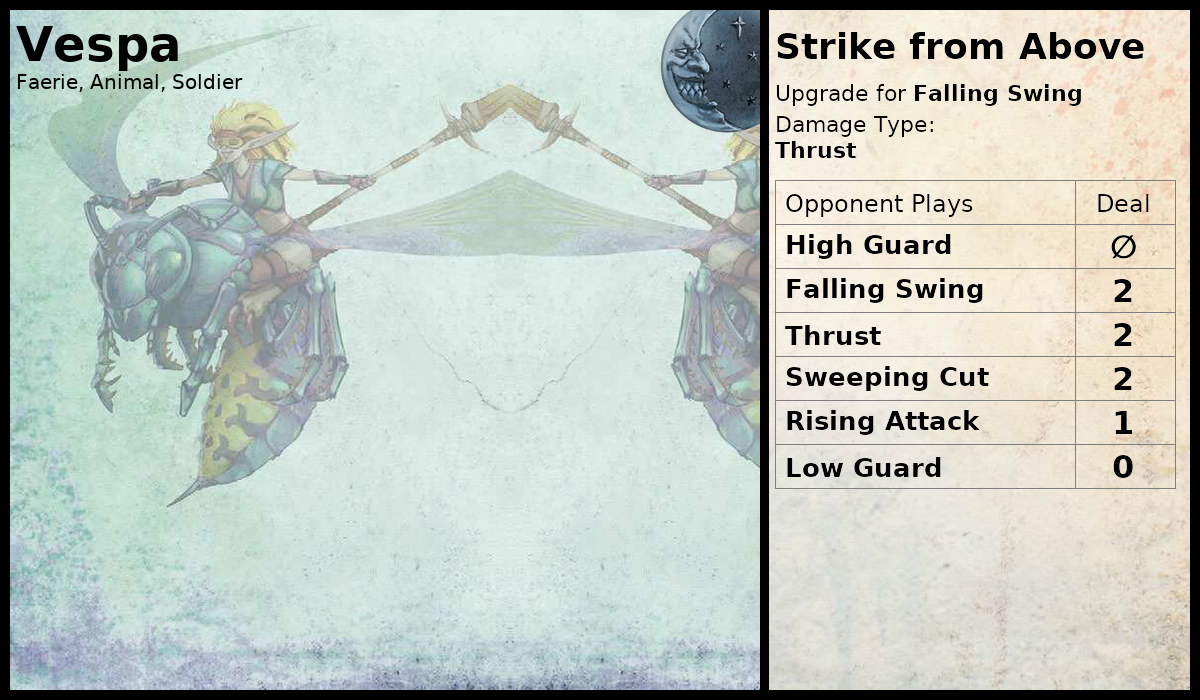 Vespa
Faerie, Animal, Soldier
Strike from Above
Upgrade for Falling Swing
Damage Type:
Thrust
Opponent Plays Deal
High Guard ∅
Falling Swing 2
Thrust 2
Sweeping Cut 2
Rising Attack 1
Low Guard 0